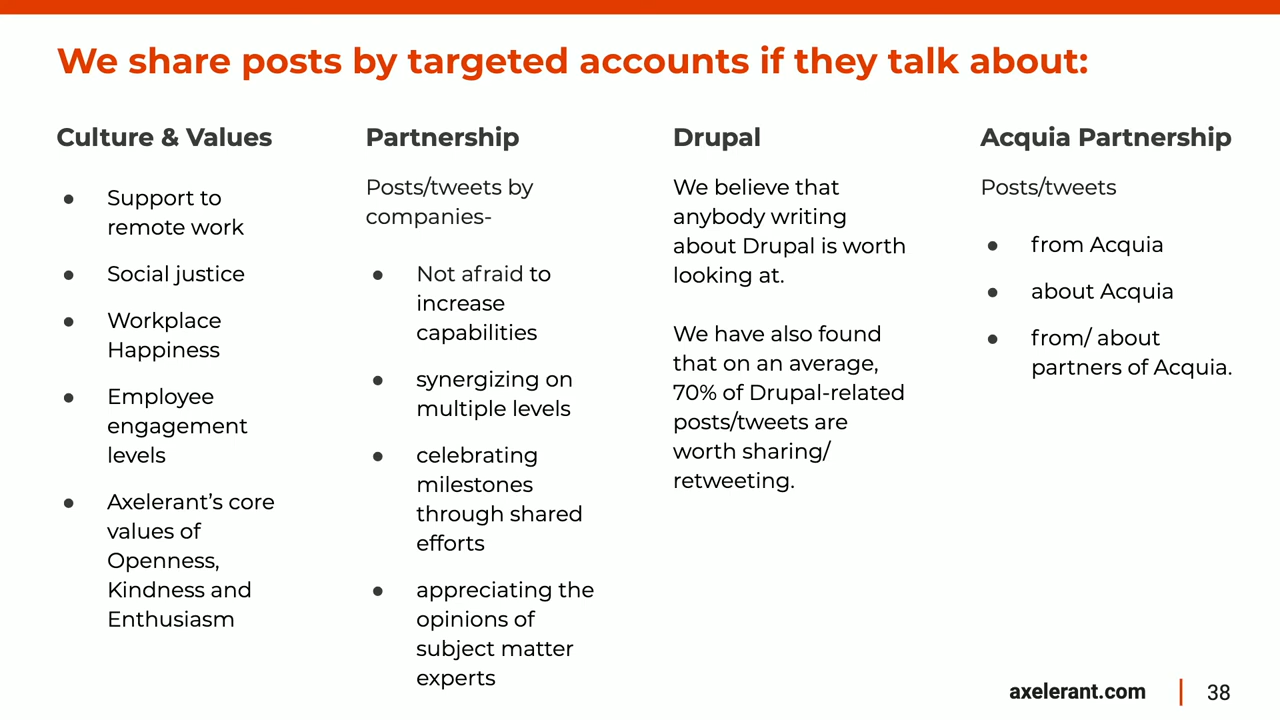 We share posts by targeted accounts if they talk about:
Culture & Values
● Support to
remote work
● Social justice
● Workplace
Happiness
● Employee
engagement
levels
● Axelerant’s core
values of
Openness,
Kindness and
Enthusiasm
Partnership
Posts/tweets by
companies-
● Not afraid to
increase
capabilities
● synergizing on
multiple levels
● celebrating
milestones
through shared
efforts
● appreciating the
opinions of
subject matter
experts
Drupal
We believe that
anybody writing
about Drupal is worth
looking at.
We have also found
that on an average,
70% of Drupal-related
posts/tweets are
worth sharing/
retweeting.
Acquia Partnership
Posts/tweets
● from Acquia
● about Acquia
● from/ about
partners of Acquia.
axelerant.com | 38